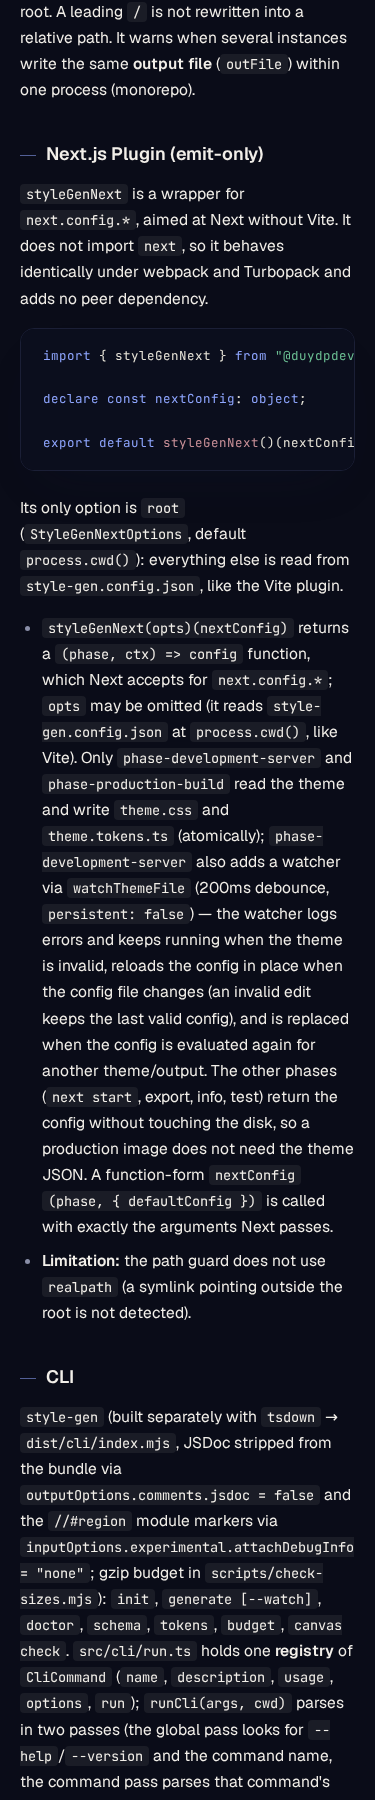 root. A leading / is not rewritten into a
relative path. It warns when several instances
write the same output file ( outFile ) within
one process (monorepo).
— Next.js Plugin (emit-only)
styleGenNext is a wrapper for
next.config.* , aimed at Next without Vite. It
does not import next , so it behaves
identically under webpack and Turbopack and
adds no peer dependency.
import { styleGenNext } from "@duydpdev
declare const nextConfig: object;
export default styleGenNext()(nextConfi
Its only option is root
( StyleGenNextOptions , default
process.cwd() ): everything else is read from
style-gen.config.json , like the Vite plugin.
• styleGenNext(opts)(nextConfig) returns
a (phase, ctx) => config function,
which Next accepts for next.config.* ;
opts may be omitted (it reads style-
gen.config.json at process.cwd() , like
Vite). Only phase-development-server and
phase-production-build read the theme
and write theme.css and
theme.tokens.ts (atomically); phase-
development-server also adds a watcher
via watchThemeFile (200ms debounce,
persistent: false ) — the watcher logs
errors and keeps running when the theme
is invalid, reloads the config in place when
the config file changes (an invalid edit
keeps the last valid config), and is replaced
when the config is evaluated again for
another theme/output. The other phases
( next start , export, info, test) return the
config without touching the disk, so a
production image does not need the theme
JSON. A function-form nextConfig
(phase, { defaultConfig }) is called
with exactly the arguments Next passes.
• Limitation: the path guard does not use
realpath (a symlink pointing outside the
root is not detected).
— CLI
style-gen (built separately with tsdown →
dist/cli/index.mjs , JSDoc stripped from
the bundle via
outputOptions.comments.jsdoc = false and
the //#region module markers via
inputOptions.experimental.attachDebugInfo
= "none" ; gzip budget in scripts/check-
sizes.mjs ): init , generate [--watch] ,
doctor , schema , tokens , budget , canvas
check . src/cli/run.ts holds one registry of
CliCommand ( name , description , usage ,
options , run ); runCli(args, cwd) parses
in two passes (the global pass looks for --
help / --version and the command name,
the command pass parses that command's